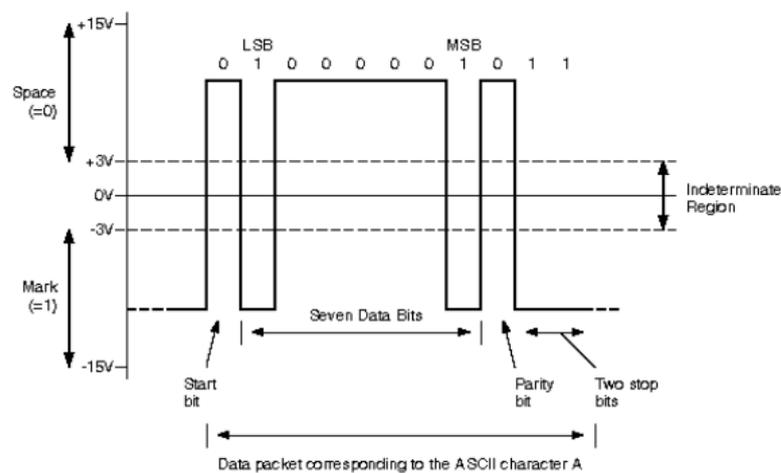 +15V
LSB MSB
0 1 0 0 0 0 0 1 0 1 1
Space
(=0)
+3V
0V
Indeterminate
Region
-3V
Mark
(=1)
Seven Data Bits
-15V
Start
bit
Parity
bit
Two stop
bits
Data packet corresponding to the ASCII character A